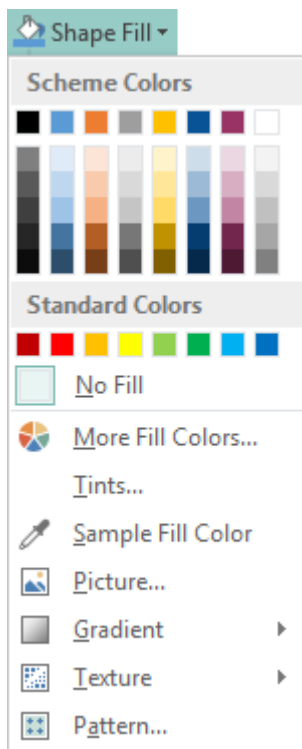 Shape Fill
Scheme Colors
Standard Colors
No Fill
More Fill Colors...
Tints...
Sample Fill Color
Picture...
Gradient
Texture
Pattern...